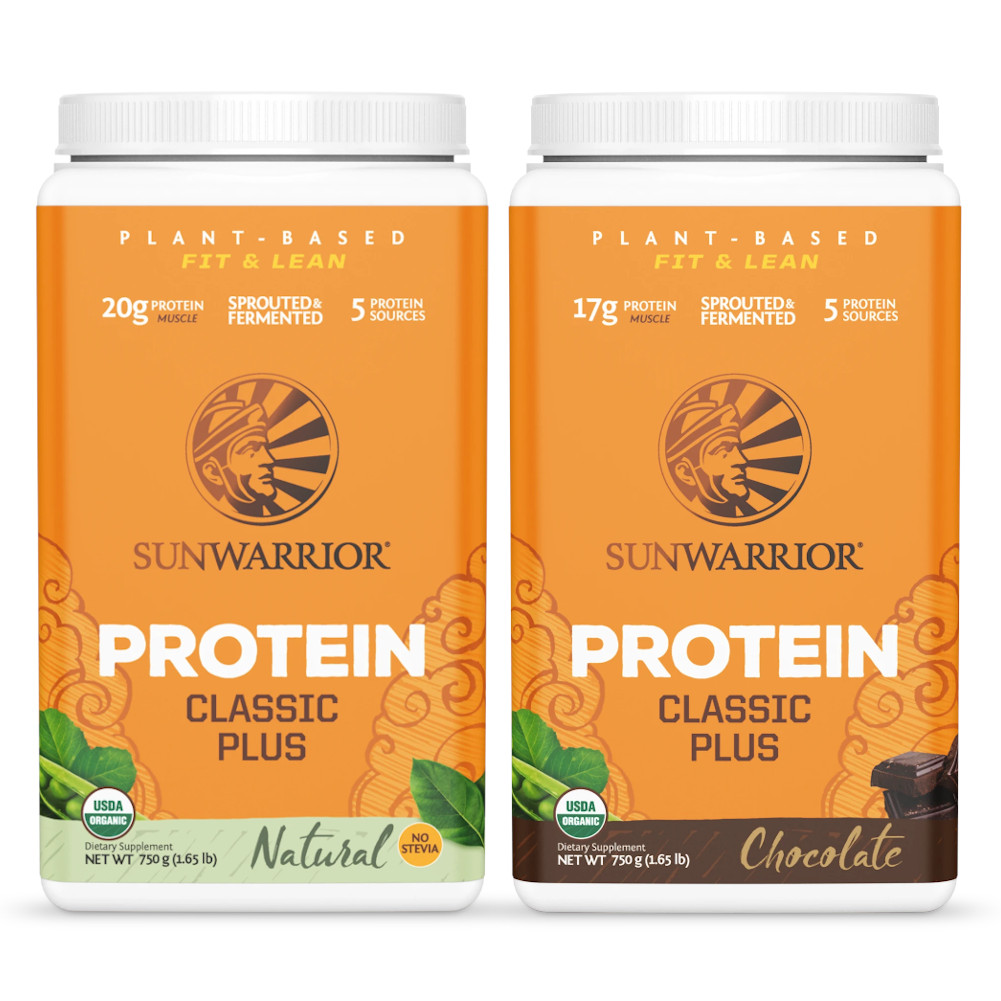 PLANT-BASED
FIT & LEAN
20g PROTEIN
MUSCLE
SPROUTED &
FERMENTED
5 PROTEIN
SOURCES
SUNWARRIOR®
PROTEIN
CLASSIC
PLUS
USDA
ORGANIC
Dietary Supplement
NET WT 750 g (1.65 lb)
Natural
NO
STEVIA
PLANT-BASED
FIT & LEAN
17g PROTEIN
MUSCLE
SPROUTED &
FERMENTED
5 PROTEIN
SOURCES
SUNWARRIOR®
PROTEIN
CLASSIC
PLUS
USDA
ORGANIC
Dietary Supplement
NET WT 750 g (1.65 lb)
Chocolate